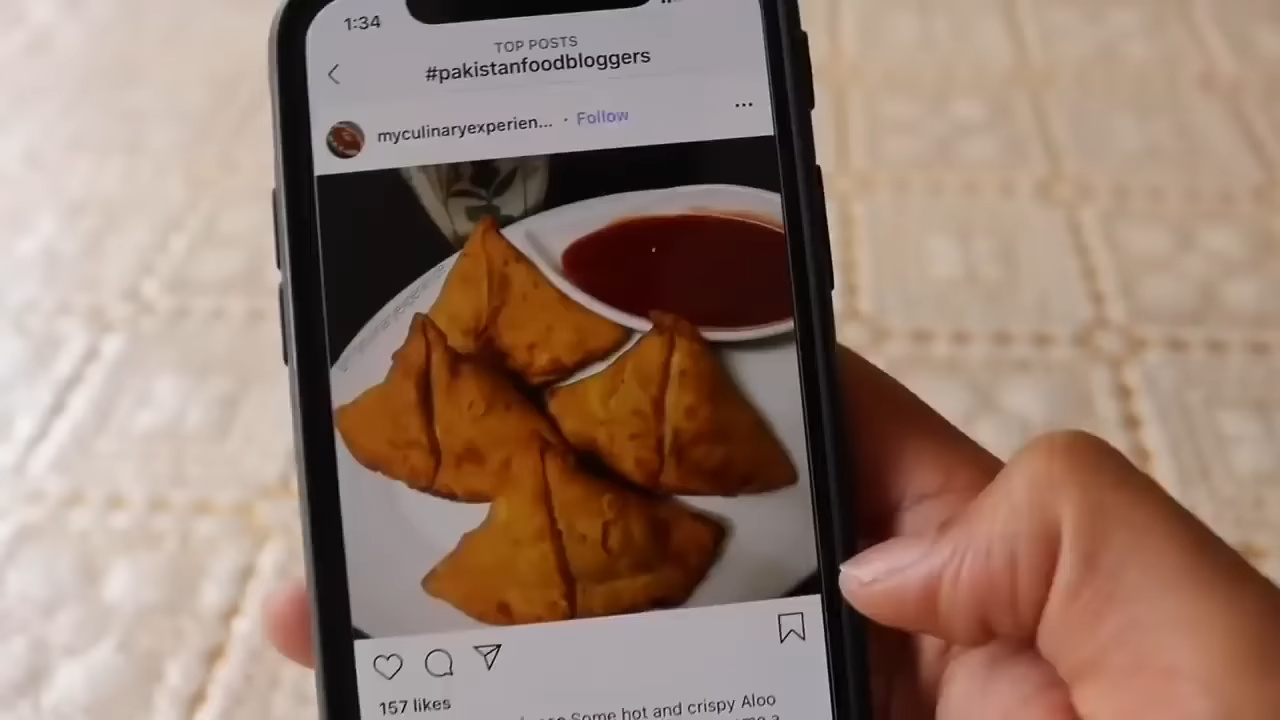 1:34
TOP POSTS
#pakistanfoodbloggers
myculinaryexperien... · Follow
157 likes
Some hot and crispy Aloo
a